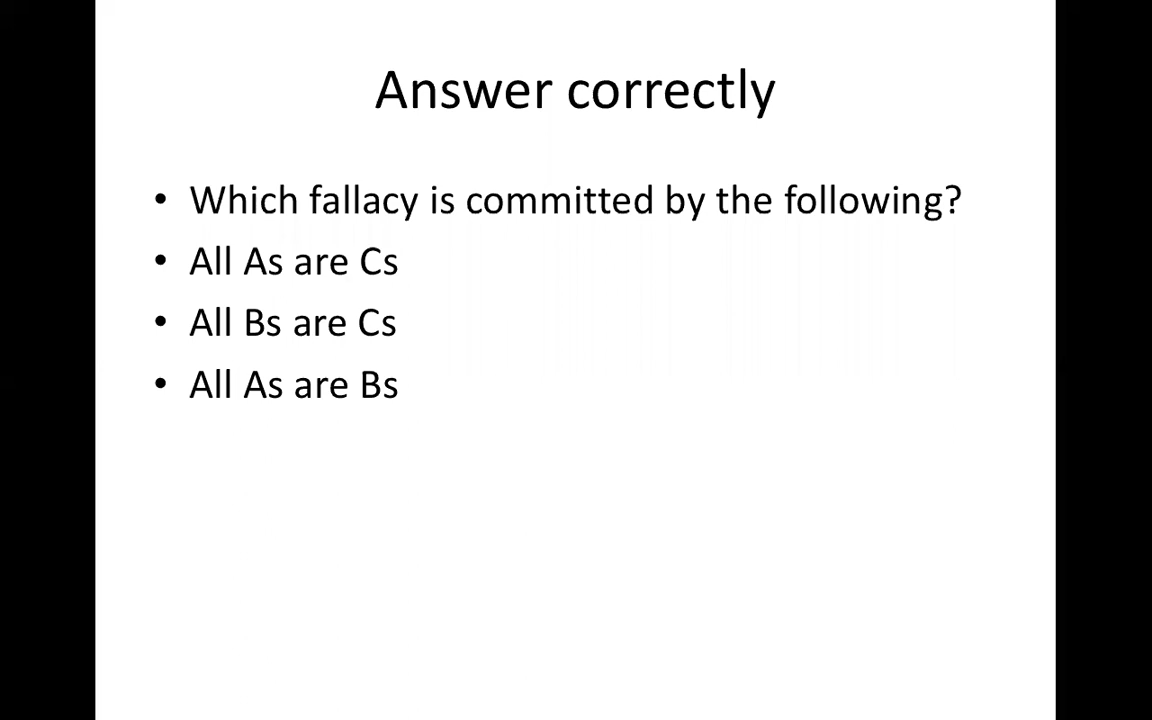 Answer correctly
• Which fallacy is committed by the following?
• All As are Cs
• All Bs are Cs
• All As are Bs